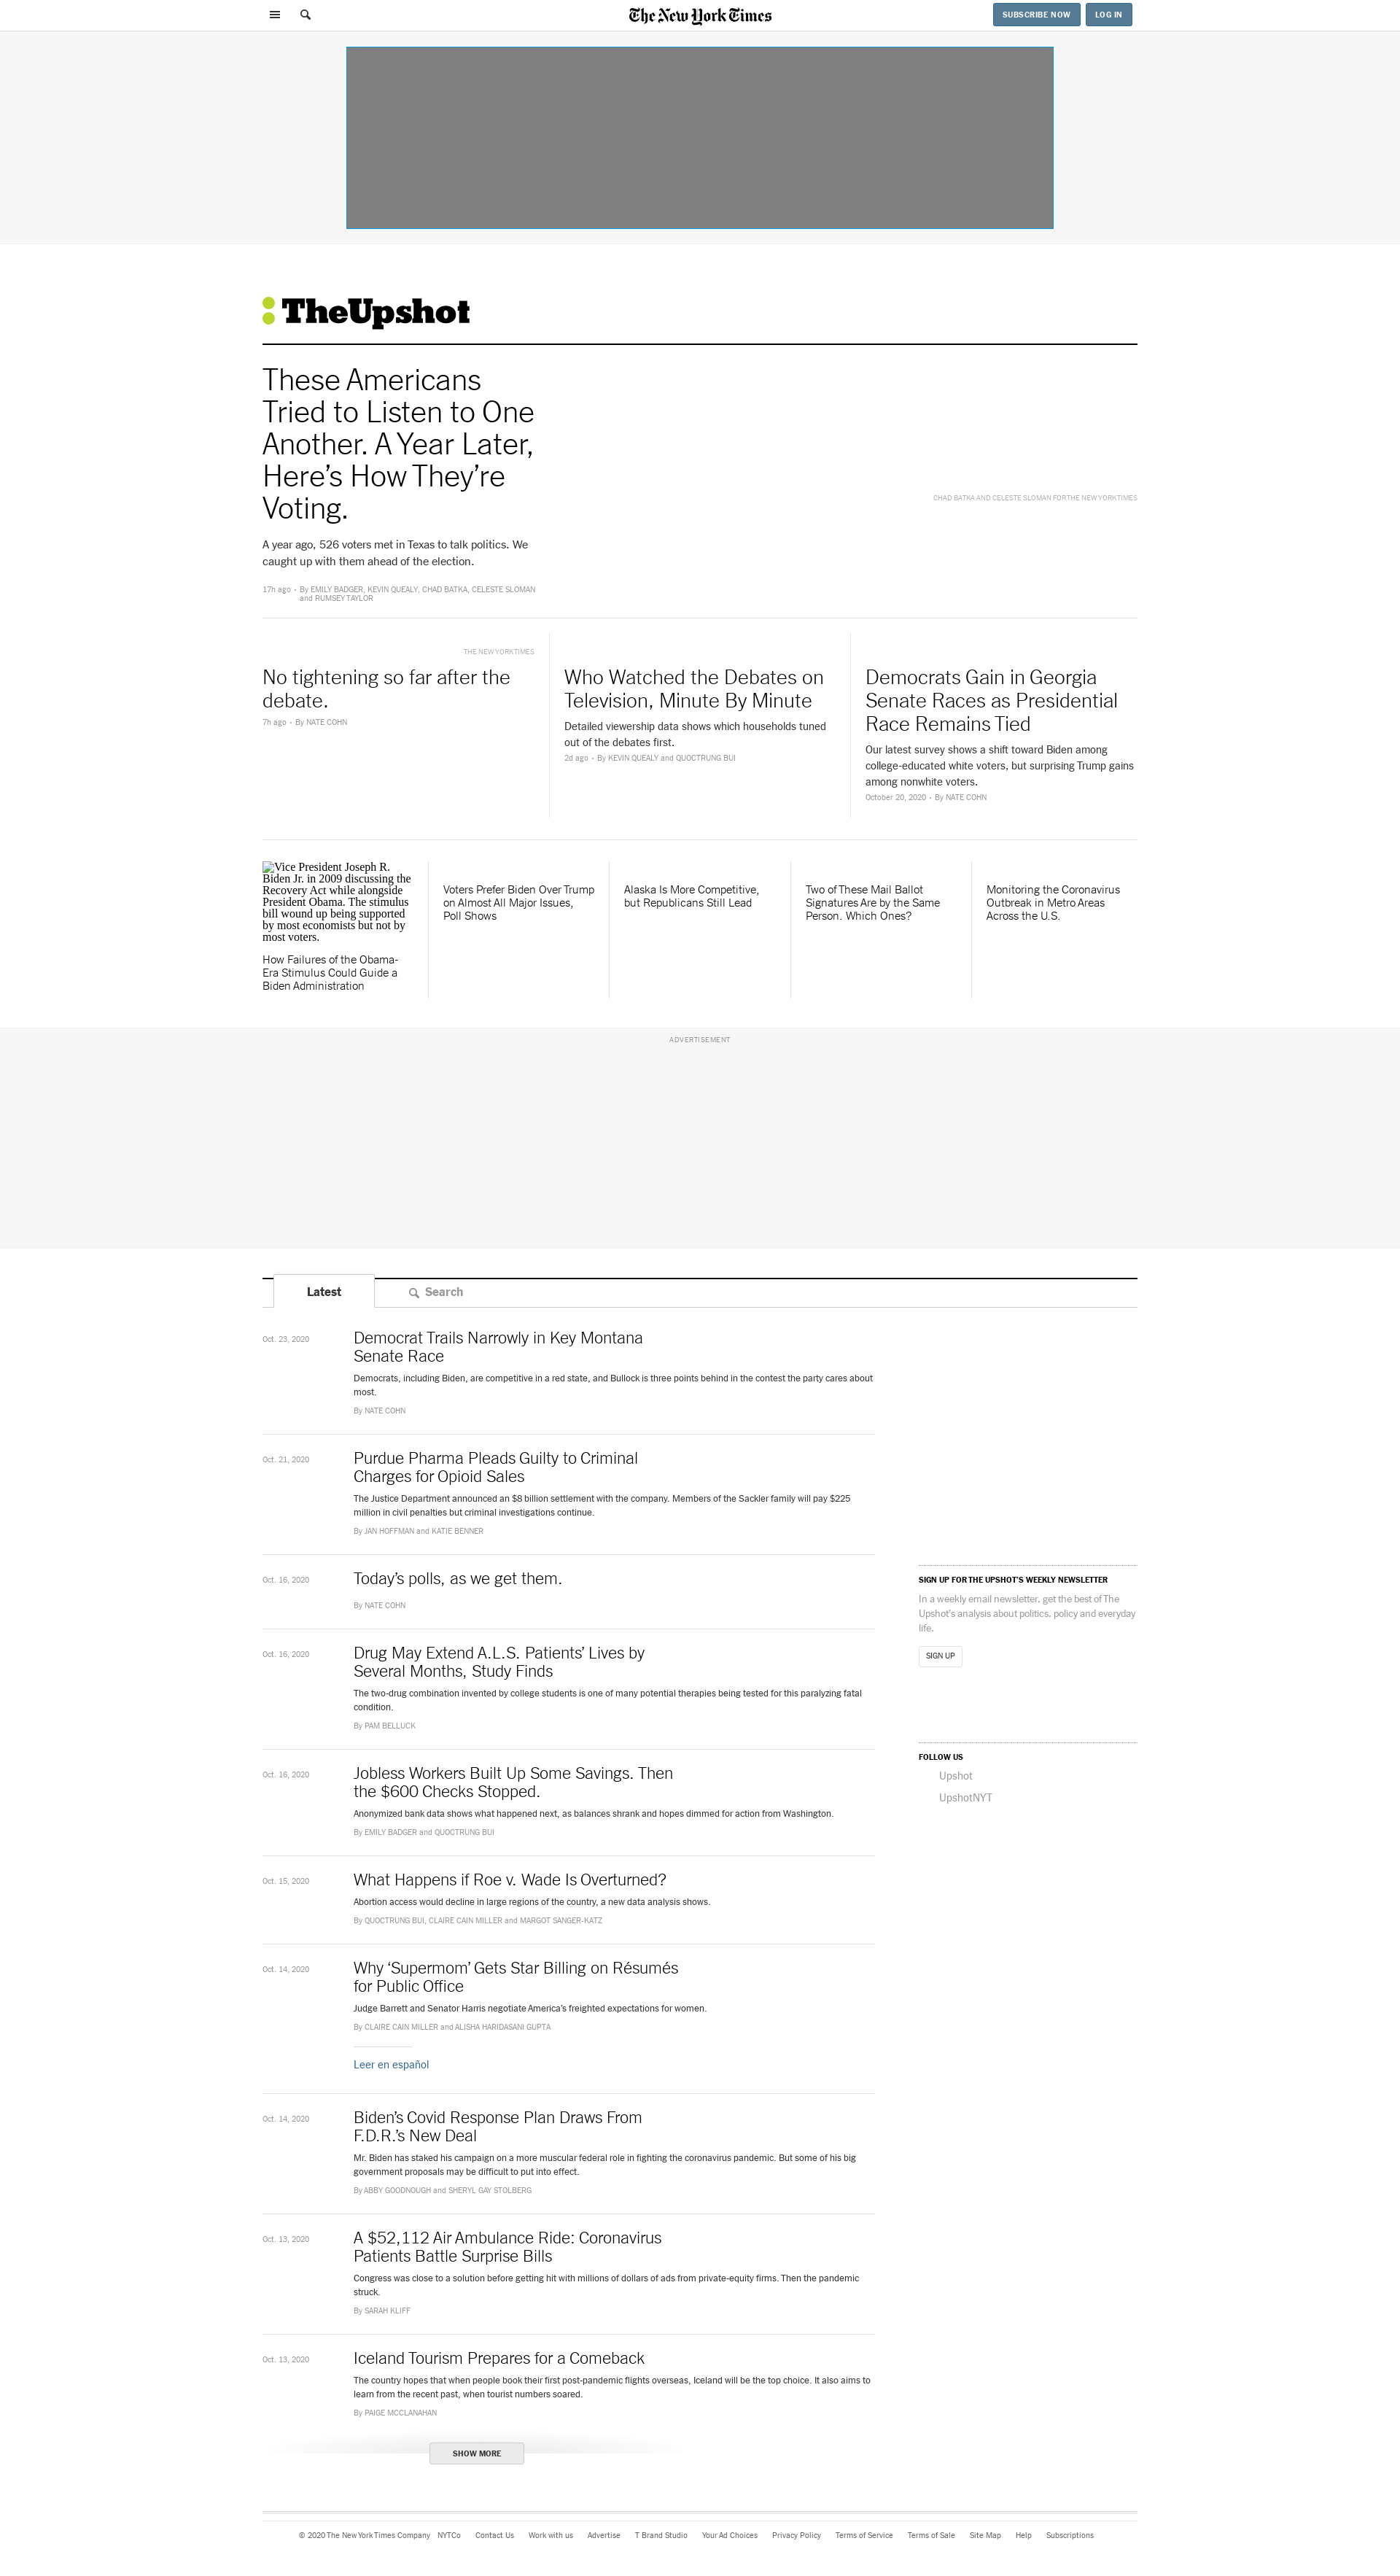 The New York Times
SUBSCRIBE NOW
LOG IN
TheUpshot
These Americans
Tried to Listen to One
Another. A Year Later,
Here’s How They’re
Voting.
A year ago, 526 voters met in Texas to talk politics. We
caught up with them ahead of the election.
17h ago • By EMILY BADGER, KEVIN QUEALY, CHAD BATKA, CELESTE SLOMAN
and RUMSEY TAYLOR
CHAD BATKA AND CELESTE SLOMAN FOR THE NEW YORK TIMES
THE NEW YORK TIMES
No tightening so far after the
debate.
7h ago • By NATE COHN
Who Watched the Debates on
Television, Minute By Minute
Detailed viewership data shows which households tuned
out of the debates first.
2d ago • By KEVIN QUEALY and QUOCTRUNG BUI
Democrats Gain in Georgia
Senate Races as Presidential
Race Remains Tied
Our latest survey shows a shift toward Biden among
college-educated white voters, but surprising Trump gains
among nonwhite voters.
October 20, 2020 • By NATE COHN
Vice President Joseph R.
Biden Jr. in 2009 discussing the
Recovery Act while alongside
President Obama. The stimulus
bill wound up being supported
by most economists but not by
most voters.
How Failures of the Obama-
Era Stimulus Could Guide a
Biden Administration
Voters Prefer Biden Over Trump
on Almost All Major Issues,
Poll Shows
Alaska Is More Competitive,
but Republicans Still Lead
Two of These Mail Ballot
Signatures Are by the Same
Person. Which Ones?
Monitoring the Coronavirus
Outbreak in Metro Areas
Across the U.S.
ADVERTISEMENT
Latest
Search
Oct. 23, 2020
Democrat Trails Narrowly in Key Montana
Senate Race
Democrats, including Biden, are competitive in a red state, and Bullock is three points behind in the contest the party cares about
most.
By NATE COHN
Oct. 21, 2020
Purdue Pharma Pleads Guilty to Criminal
Charges for Opioid Sales
The Justice Department announced an $8 billion settlement with the company. Members of the Sackler family will pay $225
million in civil penalties but criminal investigations continue.
By JAN HOFFMAN and KATIE BENNER
Oct. 16, 2020
Today’s polls, as we get them.
By NATE COHN
Oct. 16, 2020
Drug May Extend A.L.S. Patients’ Lives by
Several Months, Study Finds
The two-drug combination invented by college students is one of many potential therapies being tested for this paralyzing fatal
condition.
By PAM BELLUCK
Oct. 16, 2020
Jobless Workers Built Up Some Savings. Then
the $600 Checks Stopped.
Anonymized bank data shows what happened next, as balances shrank and hopes dimmed for action from Washington.
By EMILY BADGER and QUOCTRUNG BUI
Oct. 15, 2020
What Happens if Roe v. Wade Is Overturned?
Abortion access would decline in large regions of the country, a new data analysis shows.
By QUOCTRUNG BUI, CLAIRE CAIN MILLER and MARGOT SANGER-KATZ
Oct. 14, 2020
Why ‘Supermom’ Gets Star Billing on Résumés
for Public Office
Judge Barrett and Senator Harris negotiate America’s freighted expectations for women.
By CLAIRE CAIN MILLER and ALISHA HARIDASANI GUPTA
Leer en español
Oct. 14, 2020
Biden’s Covid Response Plan Draws From
F.D.R.’s New Deal
Mr. Biden has staked his campaign on a more muscular federal role in fighting the coronavirus pandemic. But some of his big
government proposals may be difficult to put into effect.
By ABBY GOODNOUGH and SHERYL GAY STOLBERG
Oct. 13, 2020
A $52,112 Air Ambulance Ride: Coronavirus
Patients Battle Surprise Bills
Congress was close to a solution before getting hit with millions of dollars of ads from private-equity firms. Then the pandemic
struck.
By SARAH KLIFF
Oct. 13, 2020
Iceland Tourism Prepares for a Comeback
The country hopes that when people book their first post-pandemic flights overseas, Iceland will be the top choice. It also aims to
learn from the recent past, when tourist numbers soared.
By PAIGE MCCLANAHAN
SHOW MORE
SIGN UP FOR THE UPSHOT’S WEEKLY NEWSLETTER
In a weekly email newsletter, get the best of The
Upshot’s analysis about politics, policy and everyday
life.
SIGN UP
FOLLOW US
Upshot
UpshotNYT
© 2020 The New York Times Company NYTCo Contact Us Work with us Advertise T Brand Studio Your Ad Choices Privacy Policy Terms of Service Terms of Sale Site Map Help Subscriptions